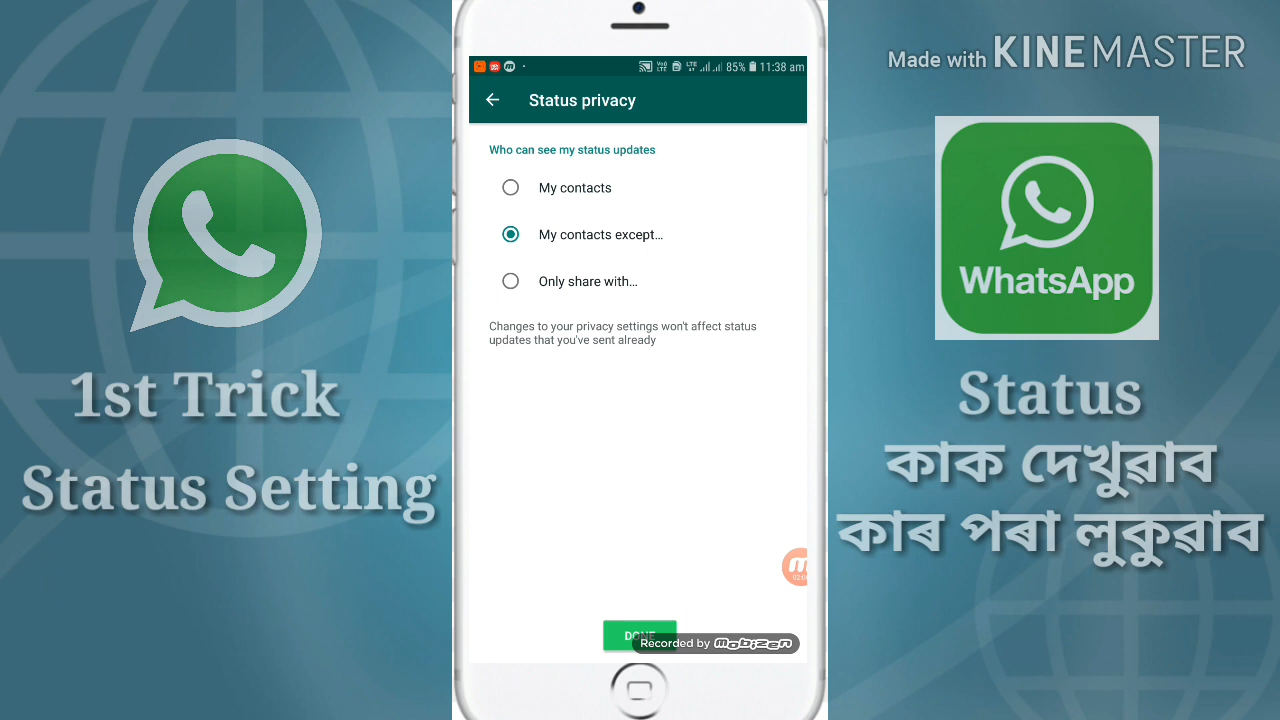 Made with KINEMASTER
85% 11:38 am
Status privacy
Who can see my status updates
My contacts
My contacts except...
Only share with...
Changes to your privacy settings won't affect status
updates that you've sent already
DONE
Recorded by MOBIZEN
1st Trick
Status Setting
WhatsApp
Status
কাক দেখুৱাব
কাৰ পৰা লুকুৱাব